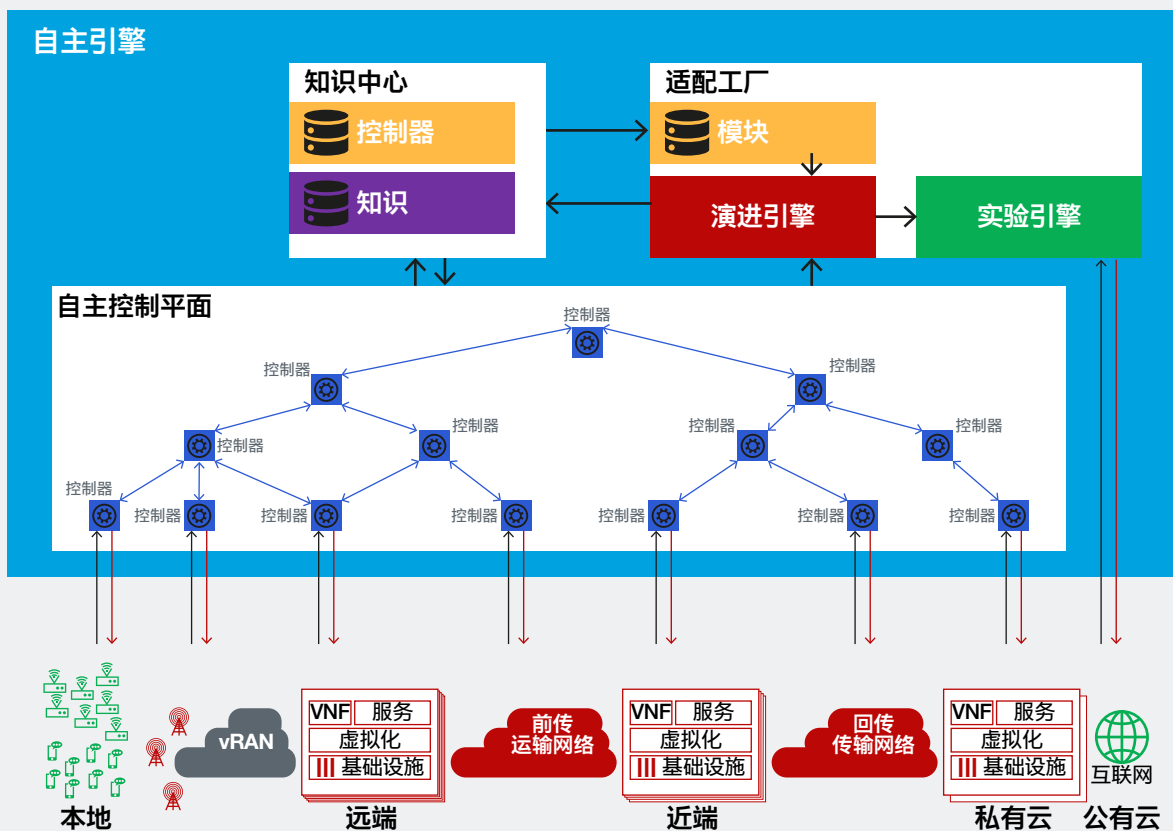 自主引擎
知识中心
适配工厂
控制器
模块
知识
演进引擎
实验引擎
自主控制平面
控制器
控制器
控制器
控制器
控制器
控制器
控制器
控制器
控制器
控制器
控制器
控制器
控制器
控制器
VNF
服务
虚拟化
基础设施
VNF
服务
虚拟化
基础设施
VNF
服务
虚拟化
基础设施
vRAN
前传
运输网络
回传
传输网络
互联网
本地
远端
近端
私有云
公有云